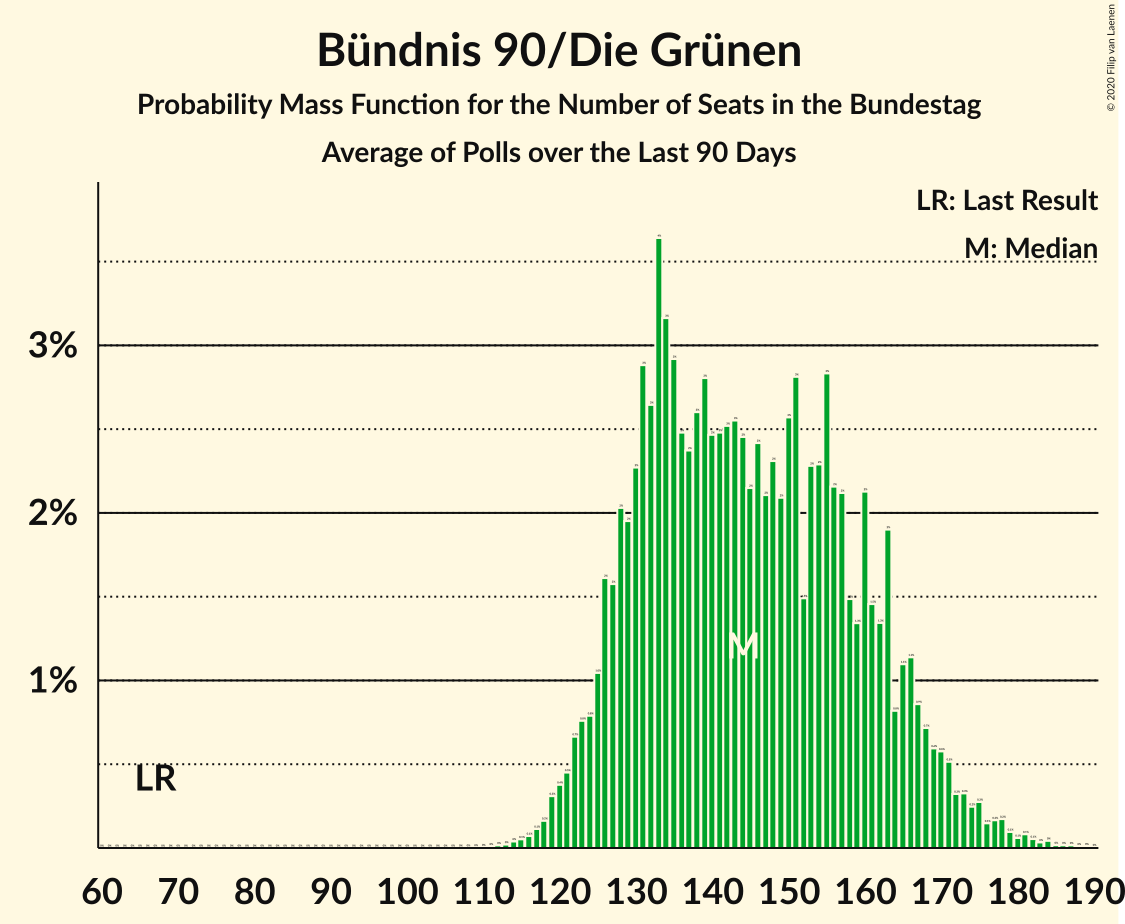 Bündnis 90/Die Grünen
Probability Mass Function for the Number of Seats in the Bundestag
Average of Polls over the Last 90 Days
© 2020 Filip van Laenen
LR: Last Result
M: Median
3%
2%
1%
LR
M
60 70 80 90 100 110 120 130 140 150 160 170 180 190